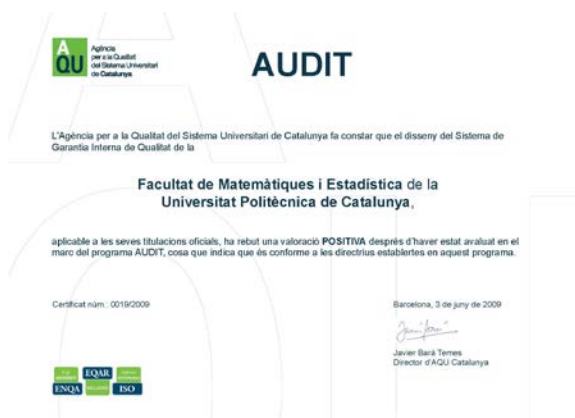 AQU
Agència
per a la Qualitat
del Sistema Universitari
de Catalunya
AUDIT
L'Agència per a la Qualitat del Sistema Universitari de Catalunya fa constar que el disseny del Sistema de
Garantia Interna de Qualitat de la
Facultat de Matemàtiques i Estadística de la
Universitat Politècnica de Catalunya,
aplicable a les seves titulacions oficials, ha rebut una valoració POSITIVA després d'haver estat avaluat en el
marc del programa AUDIT, cosa que indica que és conforme a les directrius establertes en aquest programa.
Certificat núm.: 0019/2009
Barcelona, 3 de juny de 2009
Javier Bará Temes
Director d'AQU Catalunya
EQAR
ENQA
ISO